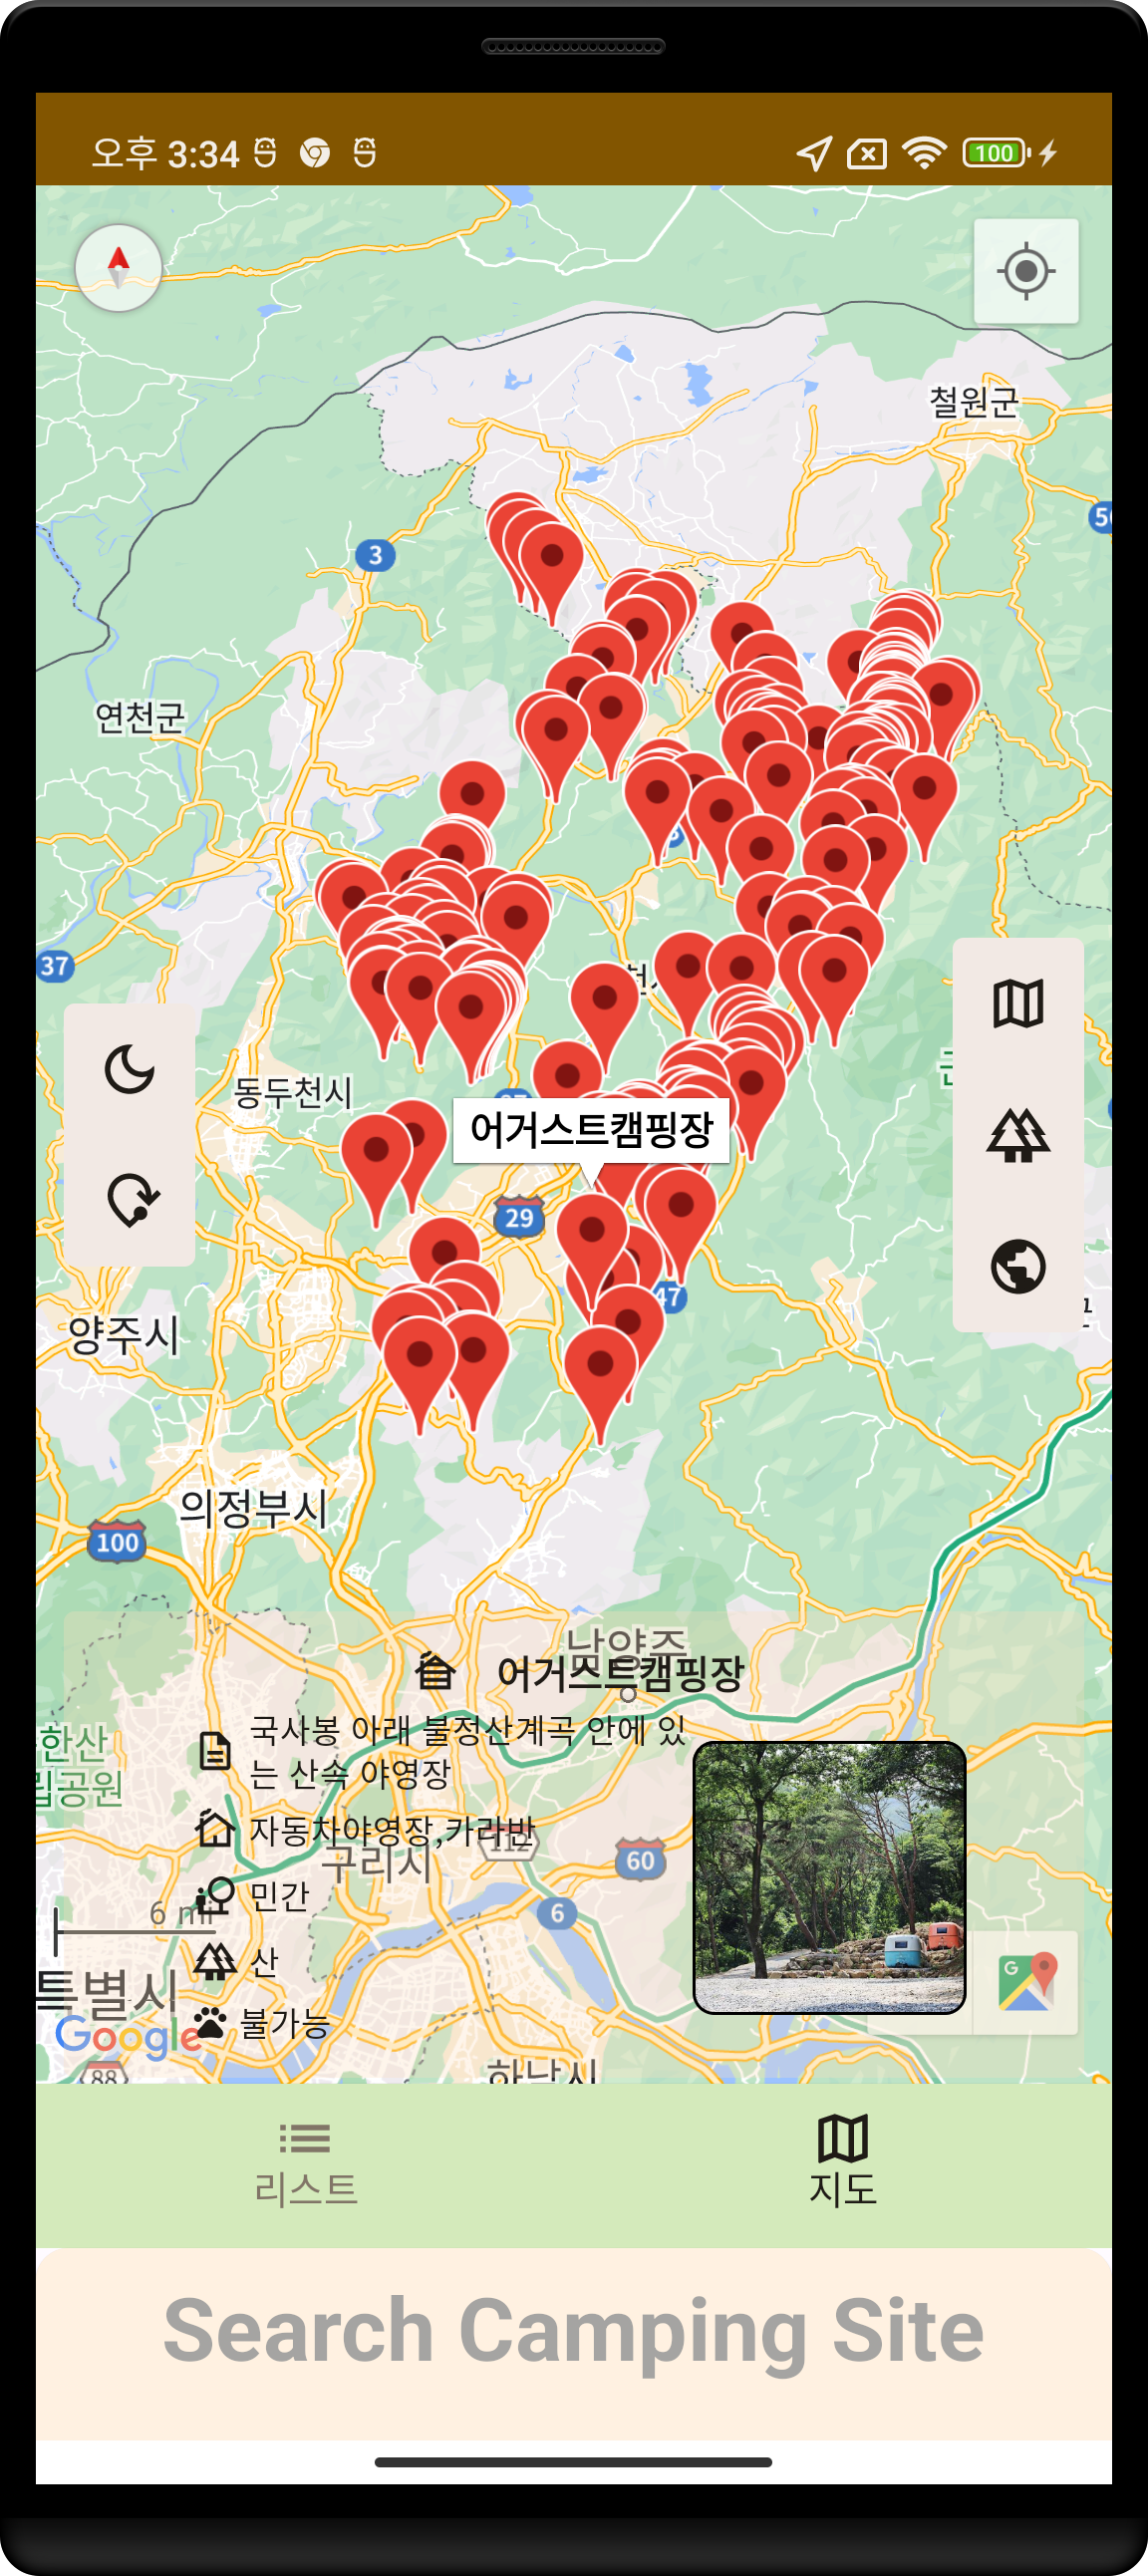 오후 3:34
100
철원군
3
연천군
37
동두천시
어거스트캠핑장
29
47
양주시
의정부시
100
남양주
어거스트캠핑장
국사봉 아래 불정산계곡 안에 있
는 산속 야영장
자동차야영장,카라반
112
구리시
60
민간
6
6 mi
산
특별시
Google
불가능
88
하남시
리스트
지도
Search Camping Site